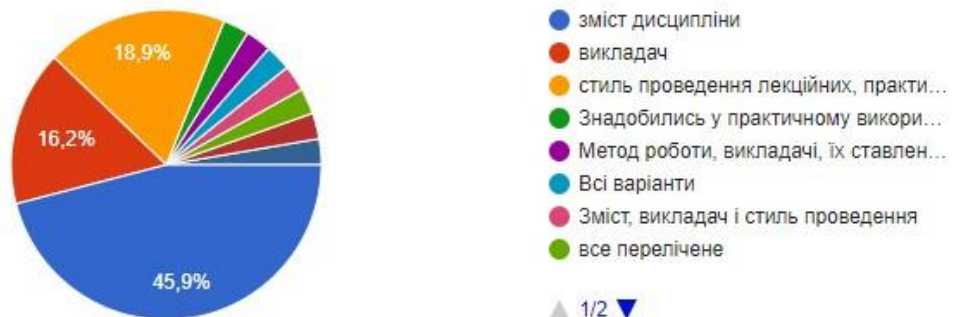 18,9%
16,2%
45,9%
зміст дисципліни
викладач
стиль проведення лекційних, практи...
Знадобились у практичному викори...
Метод роботи, викладачі, їх ставлен...
Всі варіанти
Зміст, викладач і стиль проведення
все перелічене
1/2